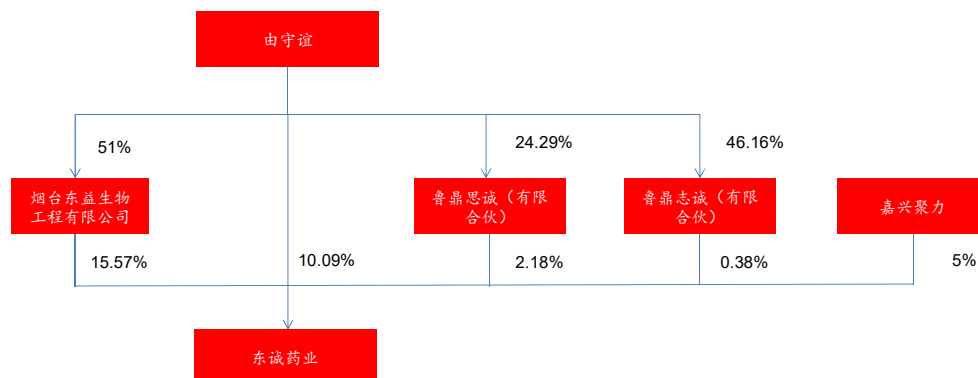 由守谊
51%
24.29%
46.16%
烟台东益生物
工程有限公司
鲁鼎思诚（有限
合伙）
鲁鼎志诚（有限
合伙）
嘉兴聚力
15.57%
10.09%
2.18%
0.38%
5%
东诚药业